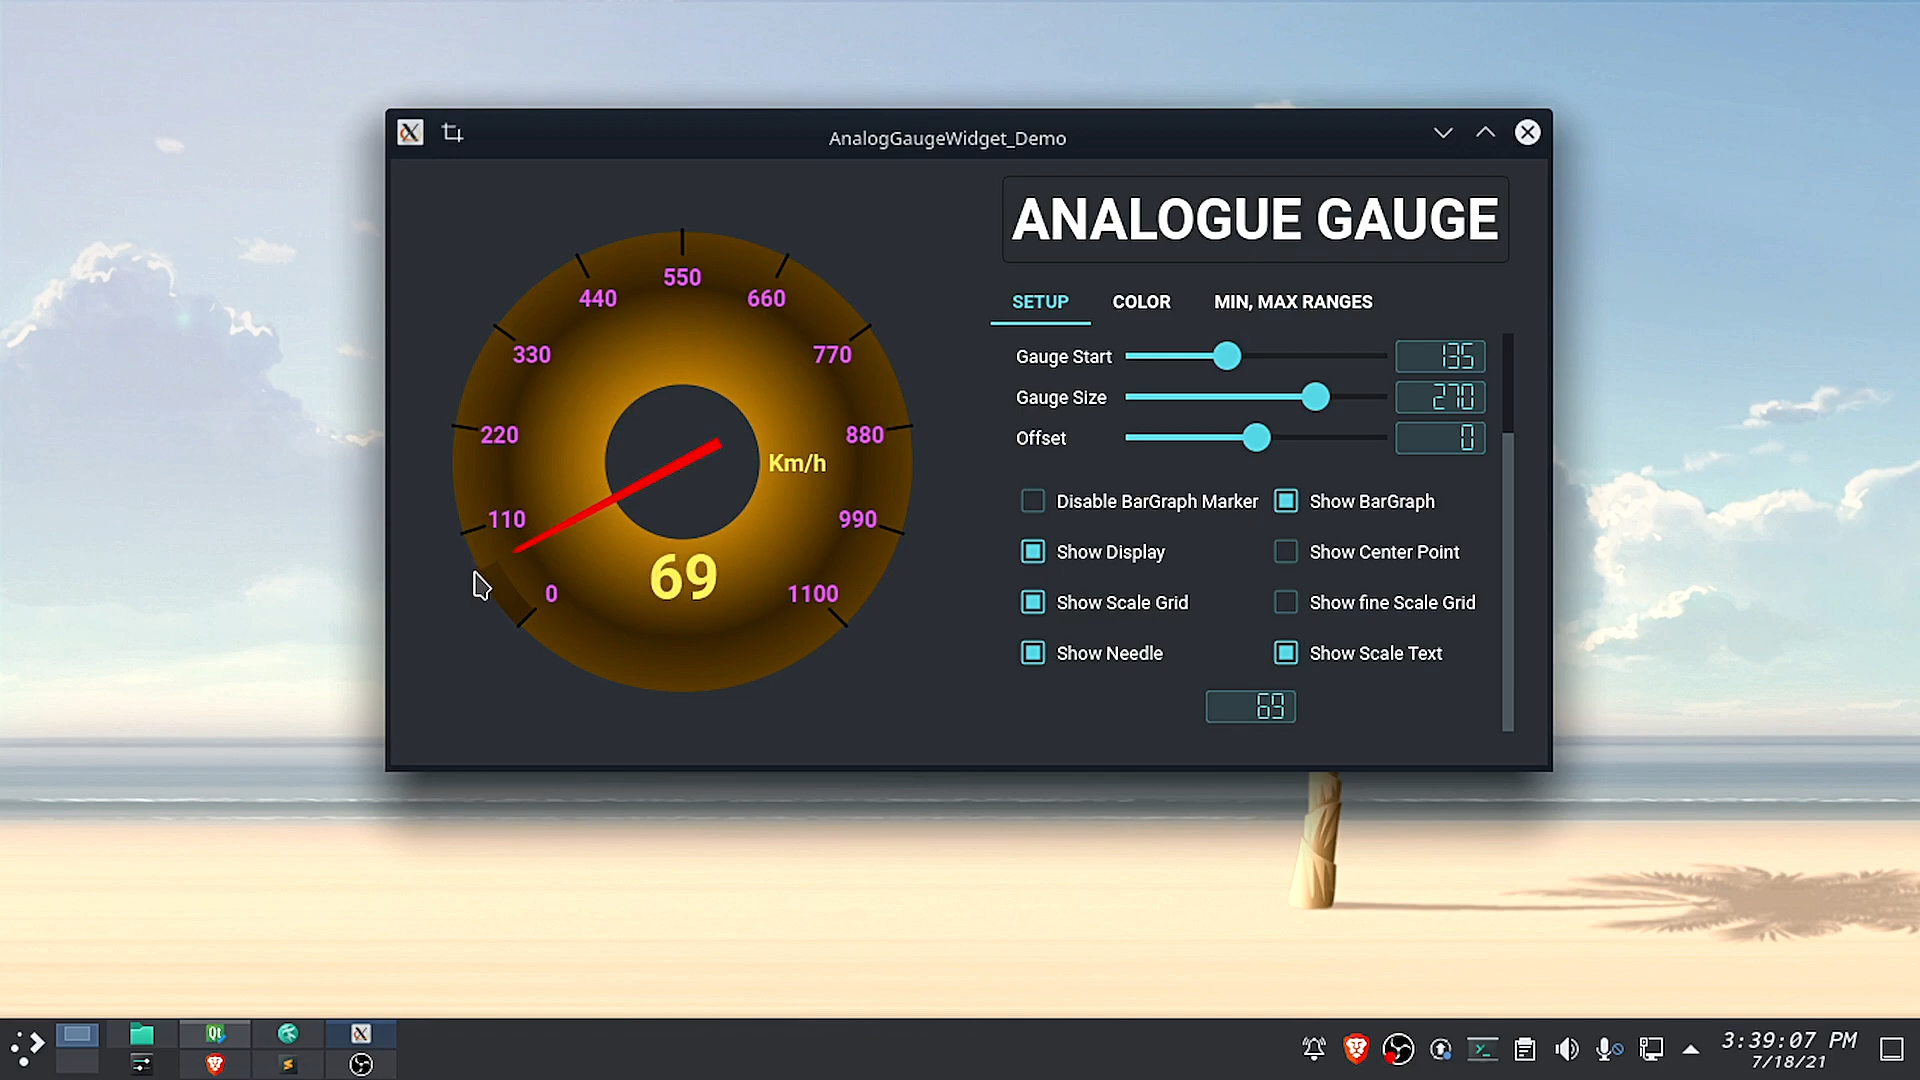 AnalogGaugeWidget_Demo
ANALOGUE GAUGE
SETUP COLOR MIN, MAX RANGES
Gauge Start 135
Gauge Size 270
Offset 0
Disable BarGraph Marker Show BarGraph
Show Display Show Center Point
Show Scale Grid Show fine Scale Grid
Show Needle Show Scale Text
69
550
440 660
330 770
220 880
Km/h
110 990
69
0 1100
Qt
3:39:07 PM
7/18/21